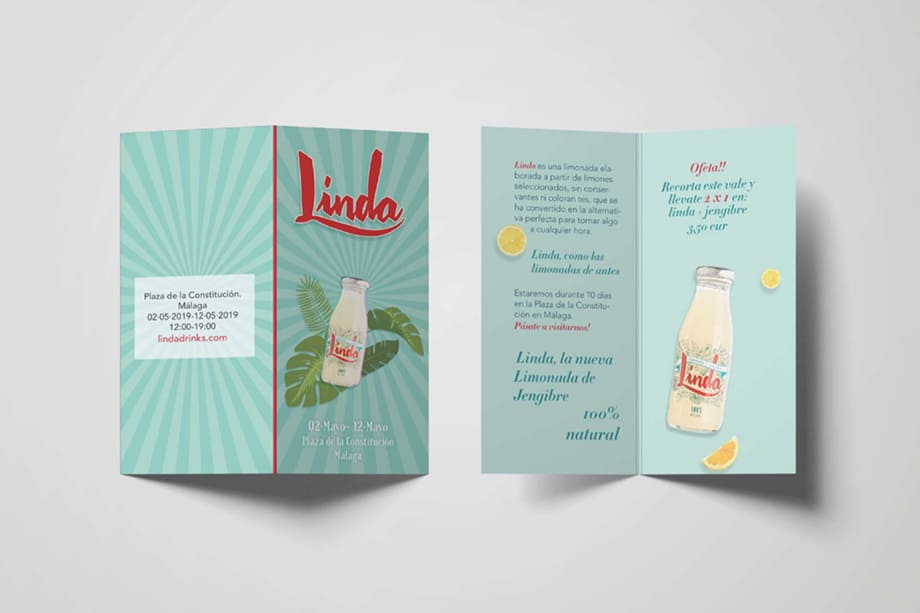 Plaza de la Constitución.
Málaga
02-05-2019-12-05-2019
12:00-19:00
lindadrinks.com
Linda
Linda
02-Mayo- 12-Mayo
Plaza de la Constitución
Málaga
Linda es una limonada ela-
borada a partir de limones
seleccionados, sin conser-
vantes ni coloran tes, que se
ha convertido en la alternati-
va perfecta para tomar algo
a cualquier hora.
Linda, como las
limonadas de antes
Estaremos durante 10 días
en la Plaza de la Constitu-
ción en Málaga.
Pásate a visitarnos!
Linda, la nueva
Limonada de
Jengibre
100%
natural
Ofeta!!
Recorta este vale y
llevate 2 x 1 en:
linda + jengibre
3,50 eur
Linda
100%